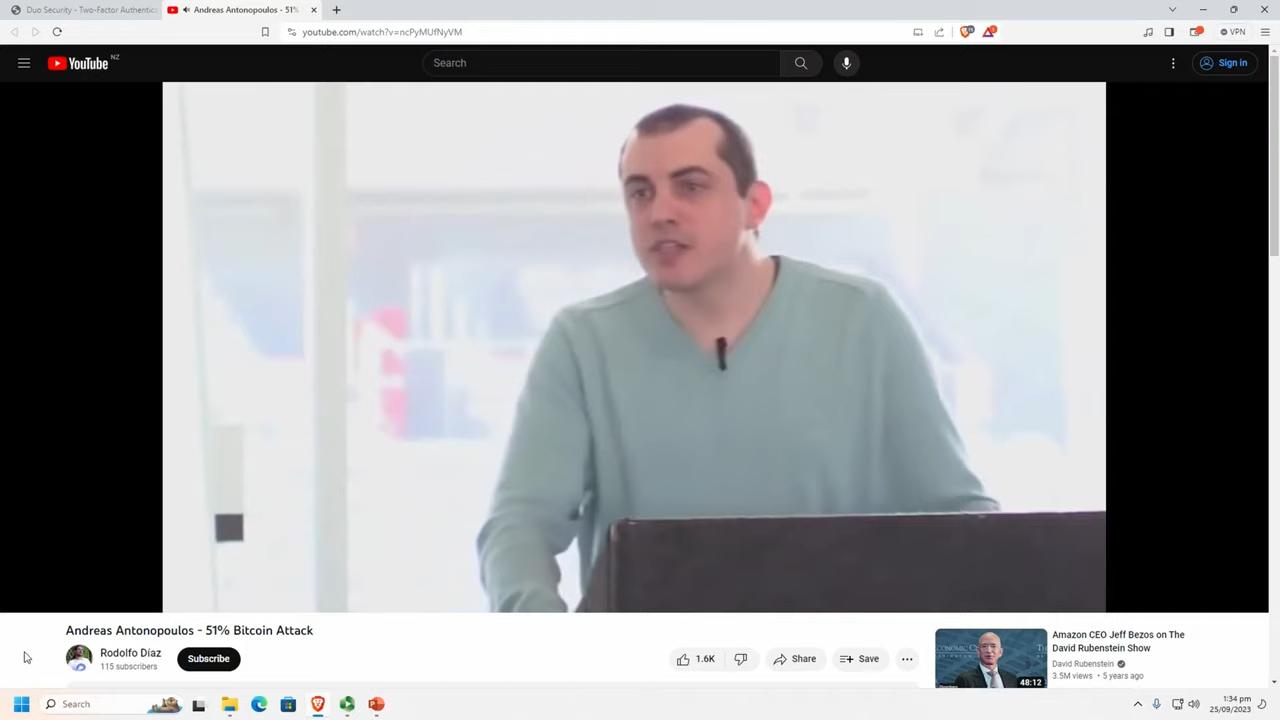 Duo Security - Two-Factor Authentica
Andreas Antonopoulos - 51%
youtube.com/watch?v=ncPyMUfNyVM
VPN
YouTube NZ
Search
Sign in
Andreas Antonopoulos - 51% Bitcoin Attack
Rodolfo Díaz
115 subscribers
Subscribe
1.6K
Share
Save
Amazon CEO Jeff Bezos on The
David Rubenstein Show
David Rubenstein
3.5M views • 5 years ago
48:12
Search
1:34 pm
25/09/2023